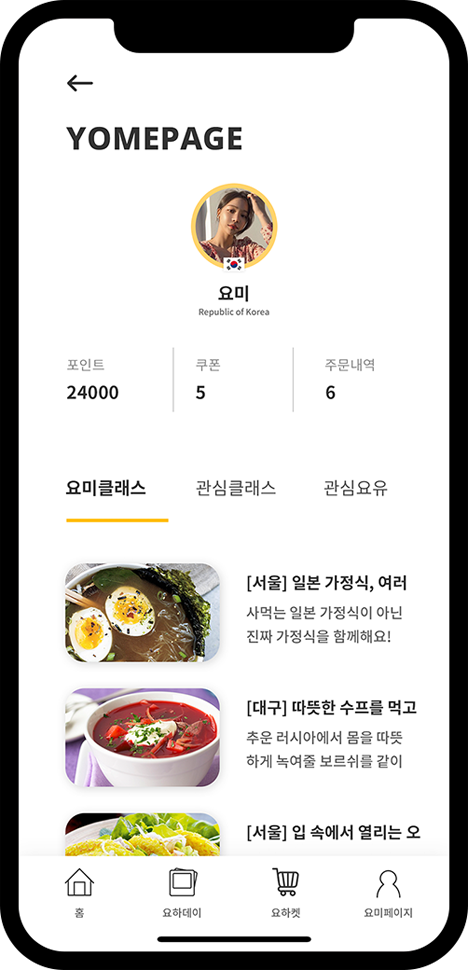 YOMEPAGE
요미
Republic of Korea
포인트
쿠폰
주문내역
24000
5
6
요미클래스
관심클래스
관심요유
[서울] 일본 가정식, 여러
사먹는 일본 가정식이 아닌
진짜 가정식을 함께해요!
[대구] 따뜻한 수프를 먹고
추운 러시아에서 몸을 따뜻
하게 녹여줄 보르쉬를 같이
[서울] 입 속에서 열리는 오
홈
요하데이
요하켓
요미페이지